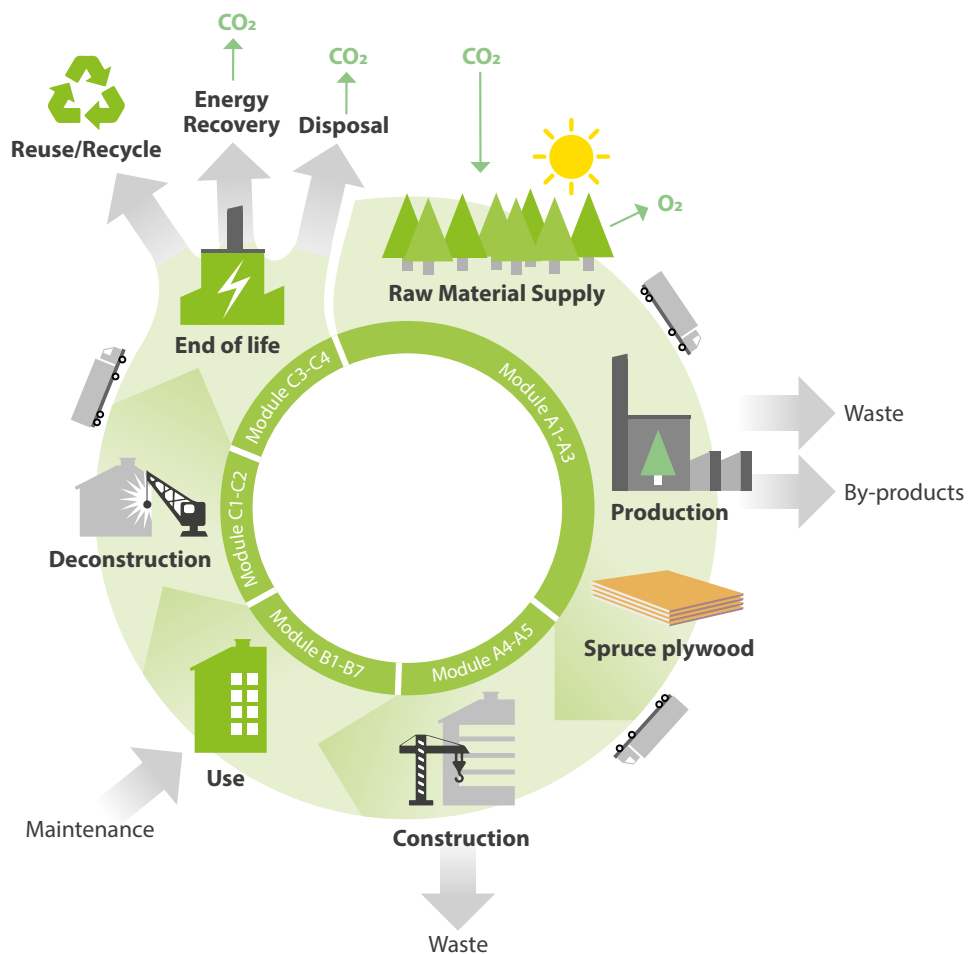 CO₂
CO₂
CO₂
Energy
Recovery
Disposal
Reuse/Recycle
O₂
Raw Material Supply
End of life
Module C3-C4
Module A1-A3
Waste
By-products
Production
Module C1-C2
Deconstruction
Module B1-B7
Module A4-A5
Spruce plywood
Use
Maintenance
Construction
Waste